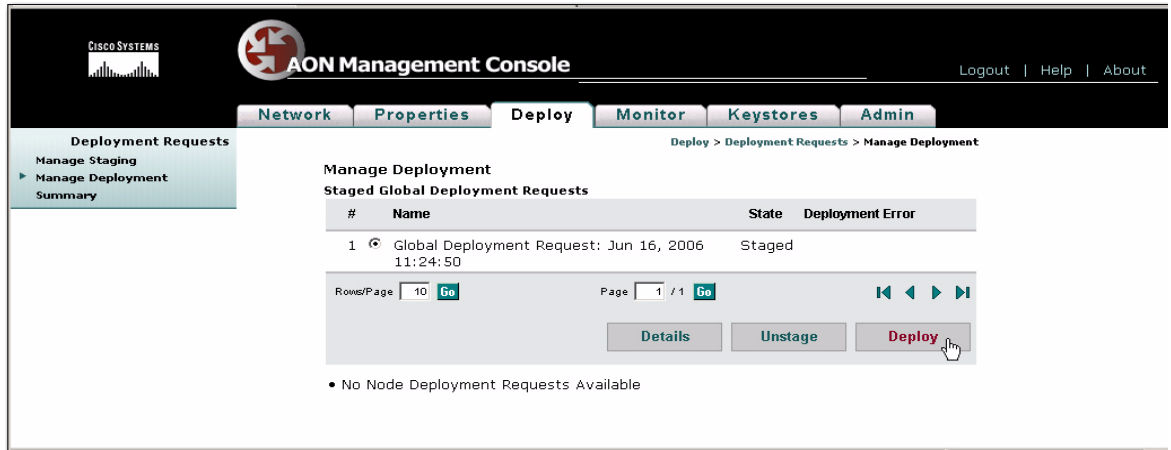 CISCO SYSTEMS
AON Management Console
Logout | Help | About
Network Properties Deploy Monitor Keystores Admin
Deployment Requests
Manage Staging
Manage Deployment
Summary
Deploy > Deployment Requests > Manage Deployment
Manage Deployment
Staged Global Deployment Requests
# Name State Deployment Error
1 Global Deployment Request: Jun 16, 2006 Staged
11:24:50
Rows/Page 10 Go Page 1 / 1 Go
Details Unstage Deploy
• No Node Deployment Requests Available